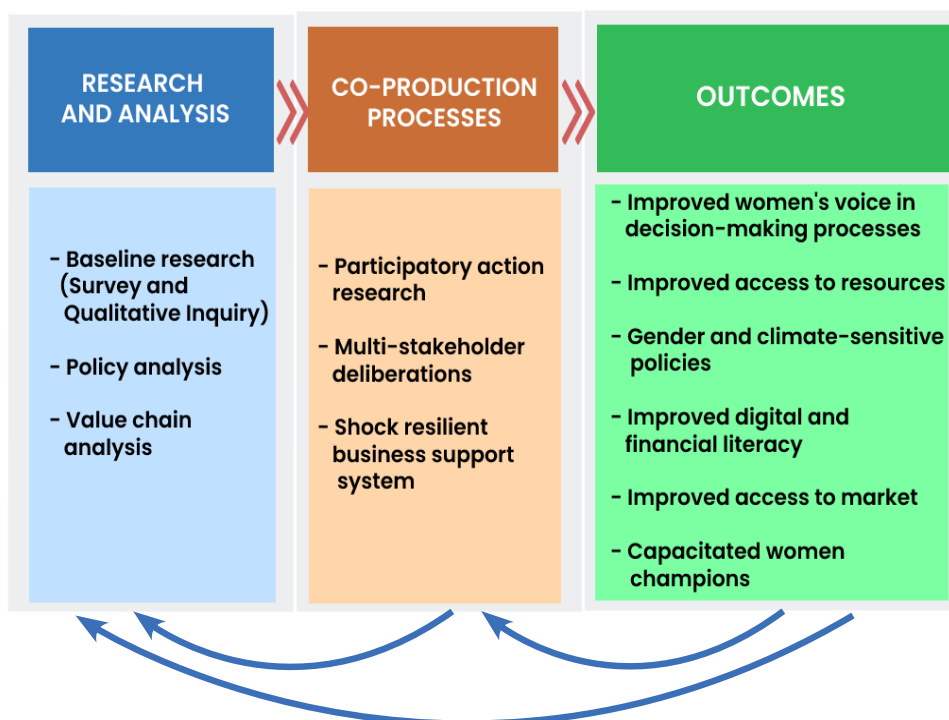 RESEARCH
AND ANALYSIS
- Baseline research
(Survey and
Qualitative Inquiry)
- Policy analysis
- Value chain
analysis
CO-PRODUCTION
PROCESSES
- Participatory action
research
- Multi-stakeholder
deliberations
- Shock resilient
business support
system
OUTCOMES
- Improved women's voice in
decision-making processes
- Improved access to resources
- Gender and climate-sensitive
policies
- Improved digital and
financial literacy
- Improved access to market
- Capacitated women
champions